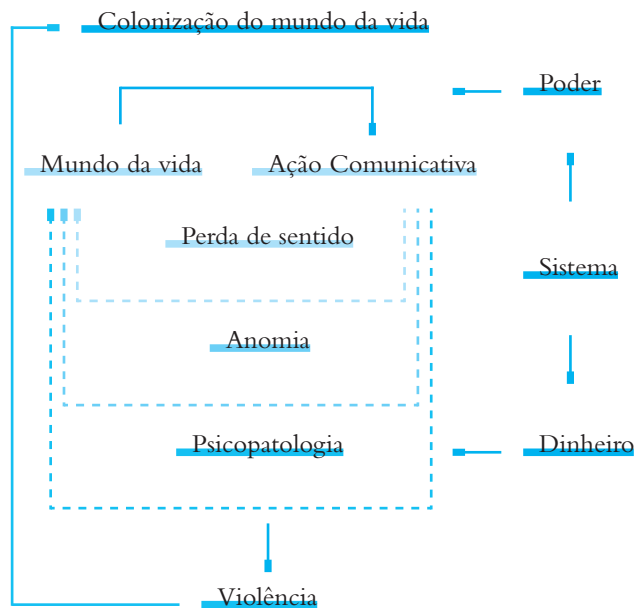 Colonização do mundo da vida
Poder
Mundo da vida
Ação Comunicativa
Perda de sentido
Sistema
Anomia
Psicopatologia
Dinheiro
Violência